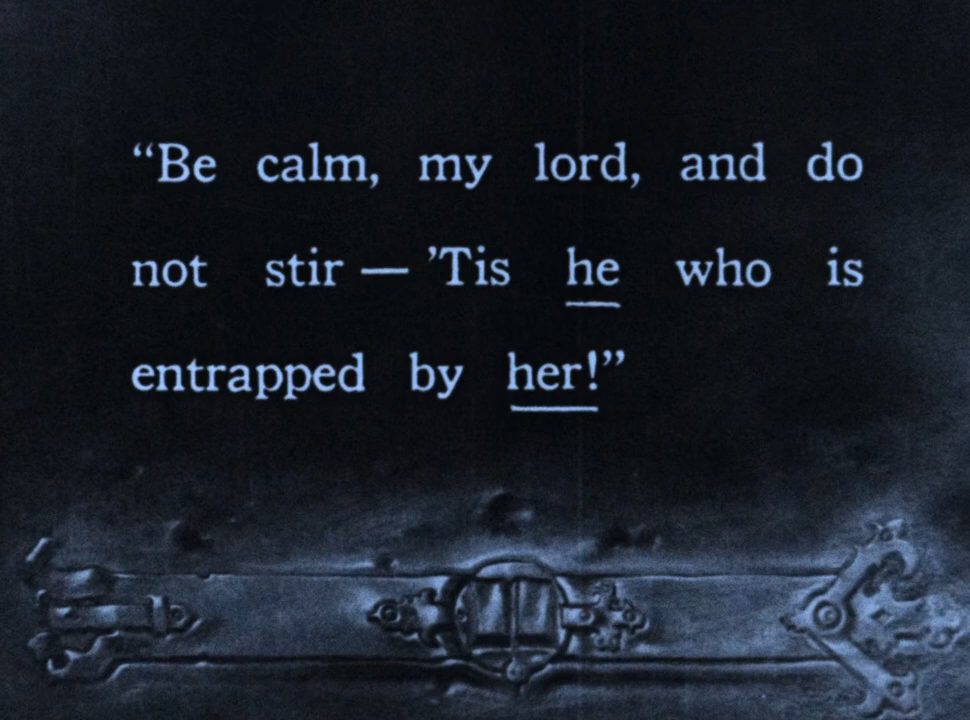 “Be calm, my lord, and do
not stir — ’Tis he who is
entrapped by her!”